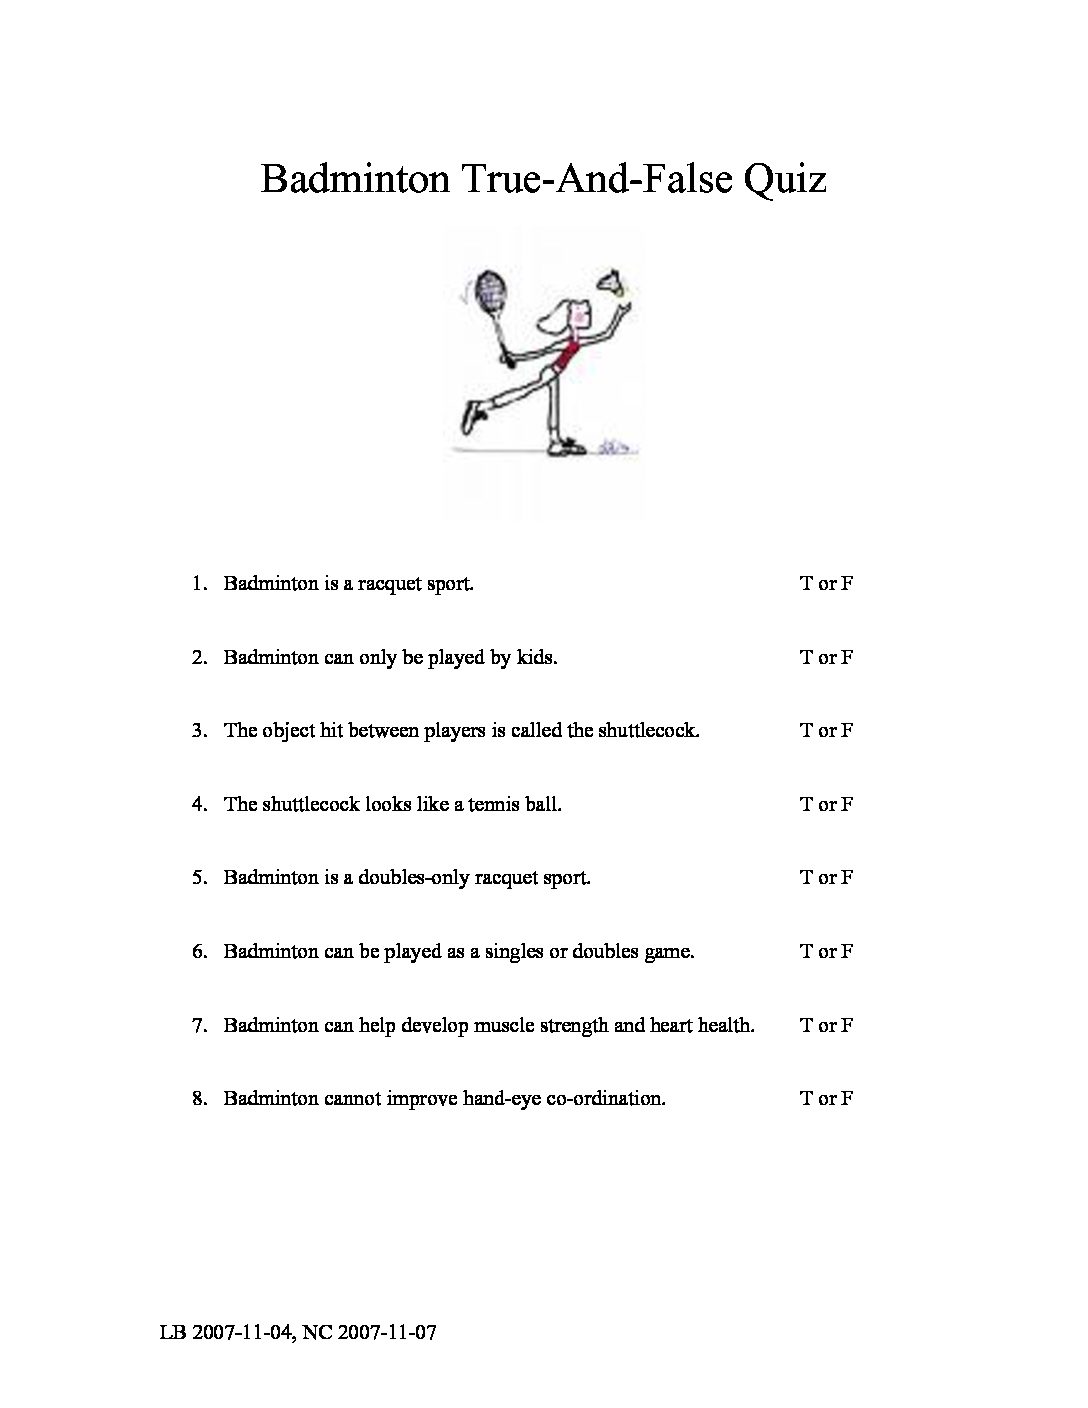 Badminton True-And-False Quiz
1. Badminton is a racquet sport. T or F
2. Badminton can only be played by kids. T or F
3. The object hit between players is called the shuttlecock. T or F
4. The shuttlecock looks like a tennis ball. T or F
5. Badminton is a doubles-only racquet sport. T or F
6. Badminton can be played as a singles or doubles game. T or F
7. Badminton can help develop muscle strength and heart health. T or F
8. Badminton cannot improve hand-eye co-ordination. T or F
LB 2007-11-04, NC 2007-11-07